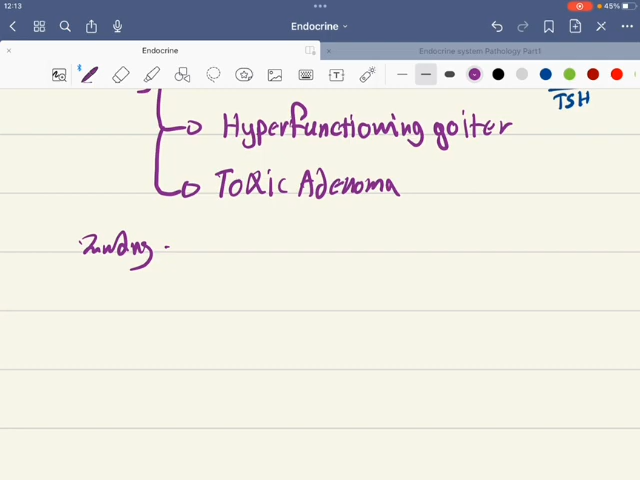 12:13
45%
Endocrine
Endocrine
Endocrine system Pathology Part1
TSH
Hyperfunctioning goiter
Toxic Adenoma